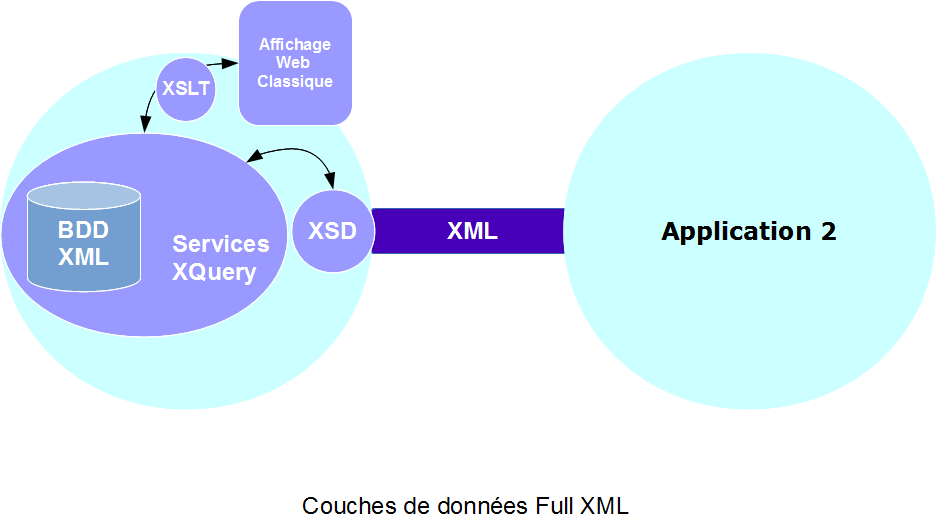 Affichage
Web
Classique
XSLT
BDD
XML
Services
XQuery
XSD
XML
Application 2
Couches de données Full XML